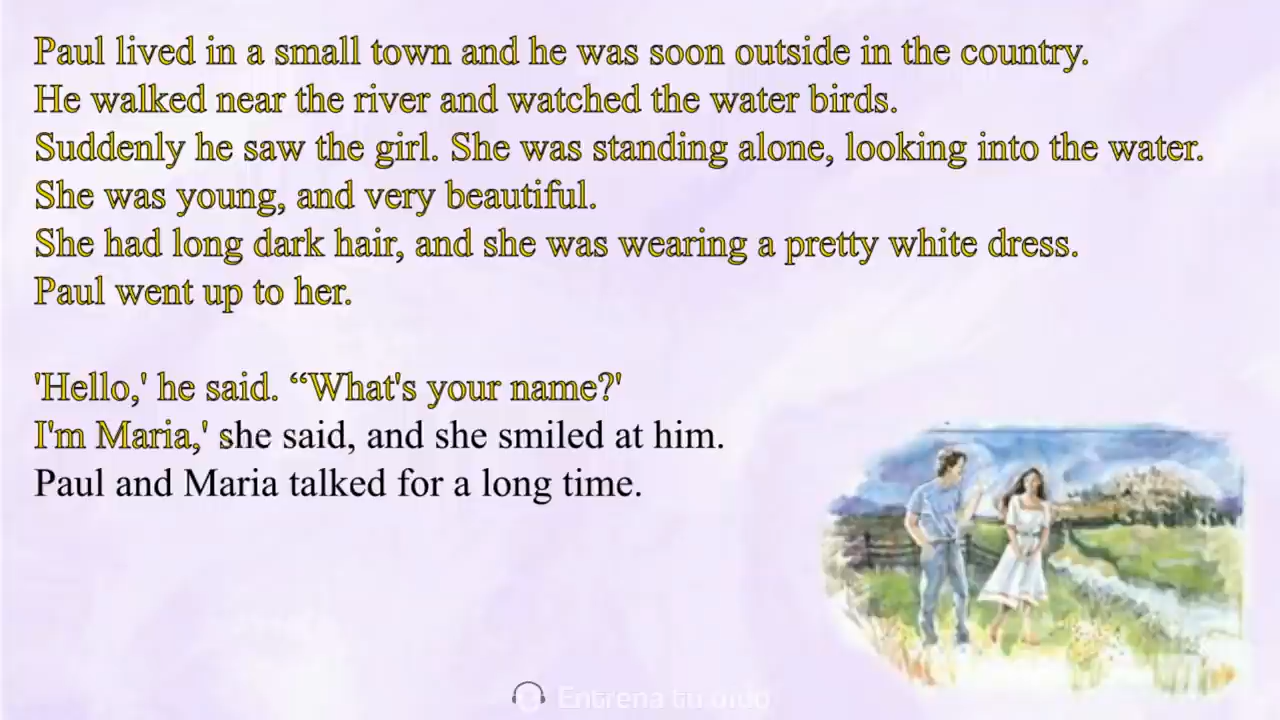 Paul lived in a small town and he was soon outside in the country.
He walked near the river and watched the water birds.
Suddenly he saw the girl. She was standing alone, looking into the water.
She was young, and very beautiful.
She had long dark hair, and she was wearing a pretty white dress.
Paul went up to her.
'Hello,' he said. “What's your name?'
I'm Maria,' she said, and she smiled at him.
Paul and Maria talked for a long time.
Entrena tu oído